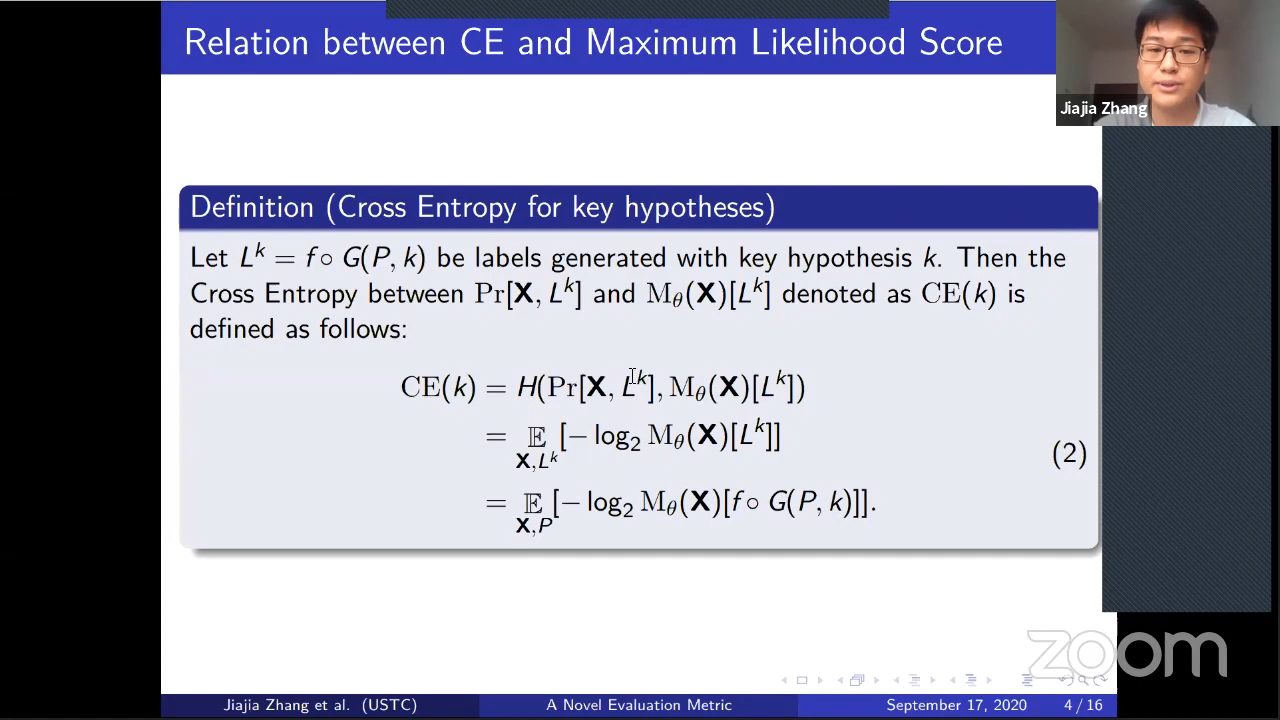 Relation between CE and Maximum Likelihood Score
Jiajia Zhang
Definition (Cross Entropy for key hypotheses)
Let L^k = f ∘ G(P, k) be labels generated with key hypothesis k. Then the
Cross Entropy between Pr[X, L^k] and M_θ(X)[L^k] denoted as CE(k) is
defined as follows:
CE(k) = H(Pr[X, L^k], M_θ(X)[L^k])
= 𝔼_{X,L^k} [− log_2 M_θ(X)[L^k]]
= 𝔼_{X,P} [− log_2 M_θ(X)[f ∘ G(P, k)]].
(2)
zoom
Jiajia Zhang et al. (USTC) A Novel Evaluation Metric September 17, 2020 4 / 16